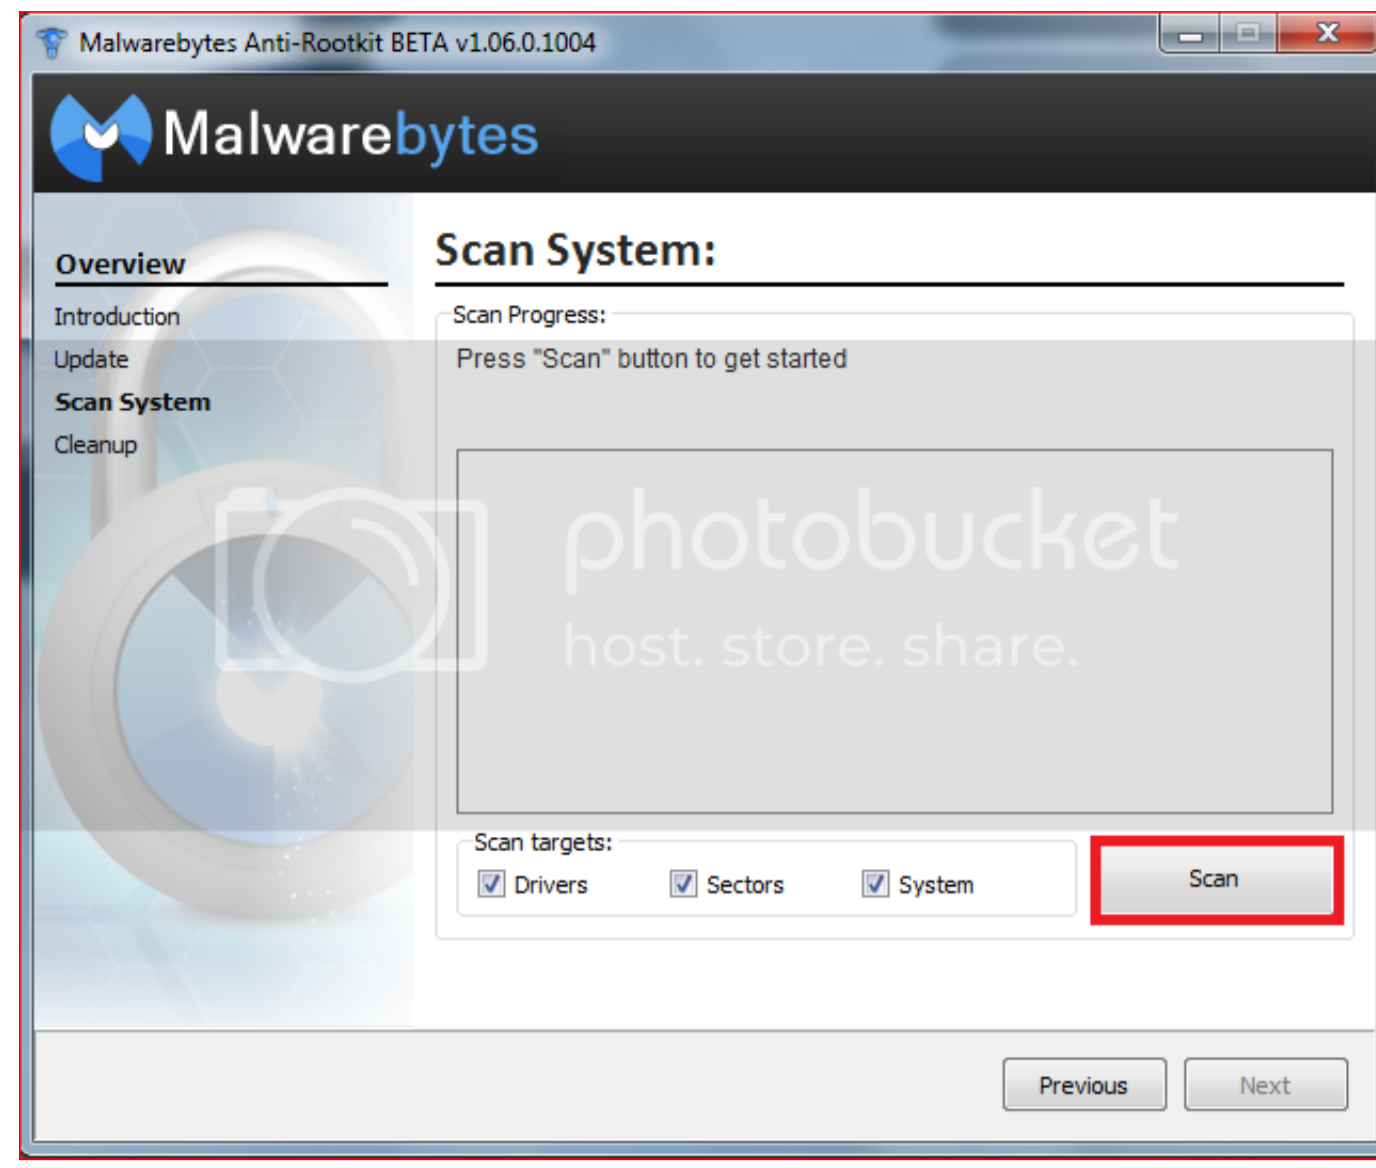 Malwarebytes Anti-Rootkit BETA v1.06.0.1004
Malwarebytes
Overview
Introduction
Update
Scan System
Cleanup
Scan System:
Scan Progress:
Press "Scan" button to get started
photobucket
host. store. share.
Scan targets:
Drivers Sectors System
Scan
Previous Next